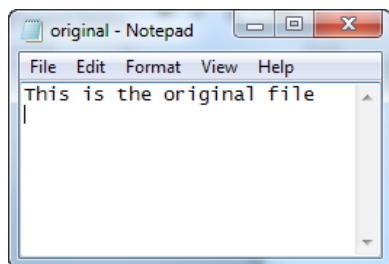 original - Notepad
File Edit Format View Help
This is the original file